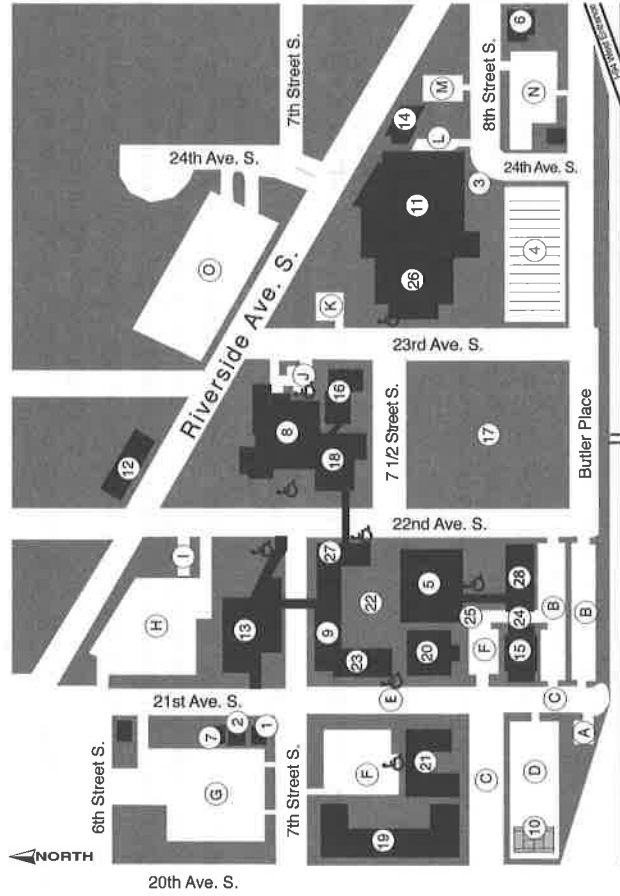 6
I-94 West Entrance
7th Street S.
M
8th Street S.
N
14
L
24th Ave. S.
24th Ave. S.
3
11
4
O
26
K
Riverside Ave. S.
23rd Ave. S.
J
16
8
18
7 1/2 Street S.
17
Butler Place
12
22nd Ave. S.
I
27
5
28
H
13
9
22
25
24
B
B
23
20
F
15
E
21st Ave. S.
C
A
7
2
1
6th Street S.
G
7th Street S.
F
21
C
D
19
10
NORTH
20th Ave. S.